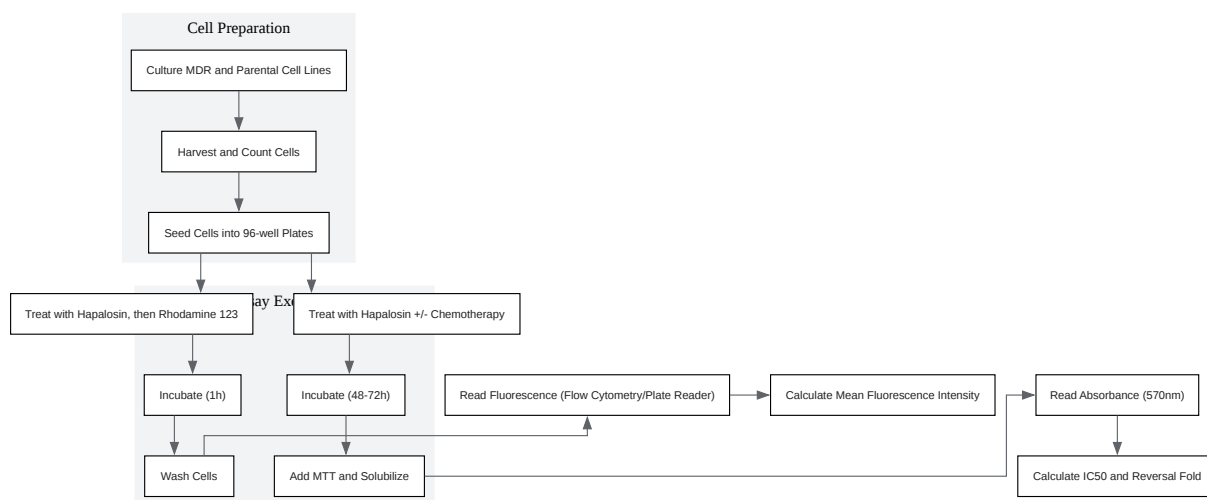 Cell Preparation
Culture MDR and Parental Cell Lines
Harvest and Count Cells
Seed Cells into 96-well Plates
Treat with Hapalosin, then Rhodamine 123
Treat with Hapalosin +/- Chemotherapy
Incubate (1h)
Incubate (48-72h)
Read Fluorescence (Flow Cytometry/Plate Reader)
Calculate Mean Fluorescence Intensity
Read Absorbance (570nm)
Wash Cells
Add MTT and Solubilize
Calculate IC50 and Reversal Fold